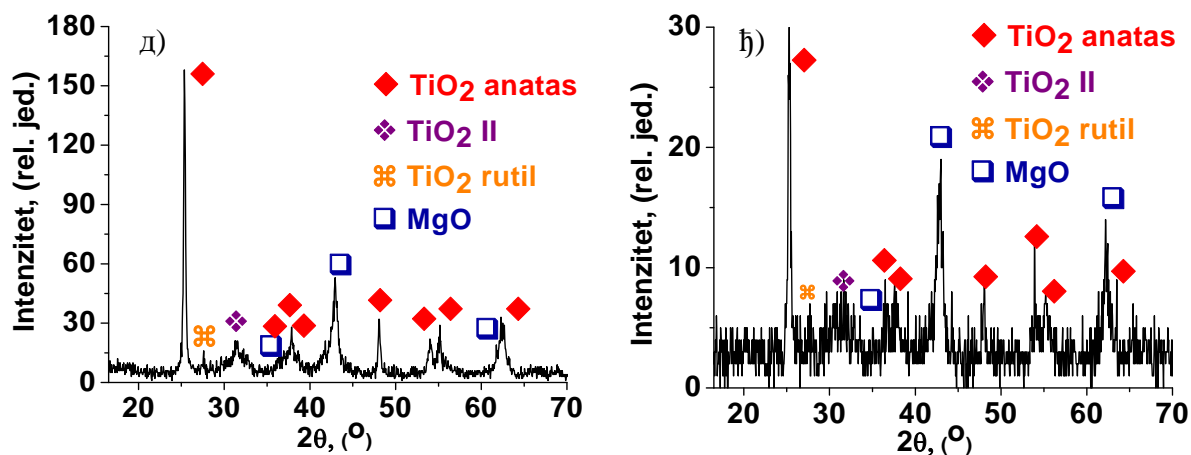 д)
TiO2 anatas
TiO2 II
TiO2 rutil
MgO
Intenzitet, (rel. jed.)
180
150
120
90
60
30
0
20 30 40 50 60 70
2θ, (o)
ђ)
TiO2 anatas
TiO2 II
TiO2 rutil
MgO
Intenzitet, (rel. jed.)
30
20
10
0
20 30 40 50 60 70
2θ, (o)